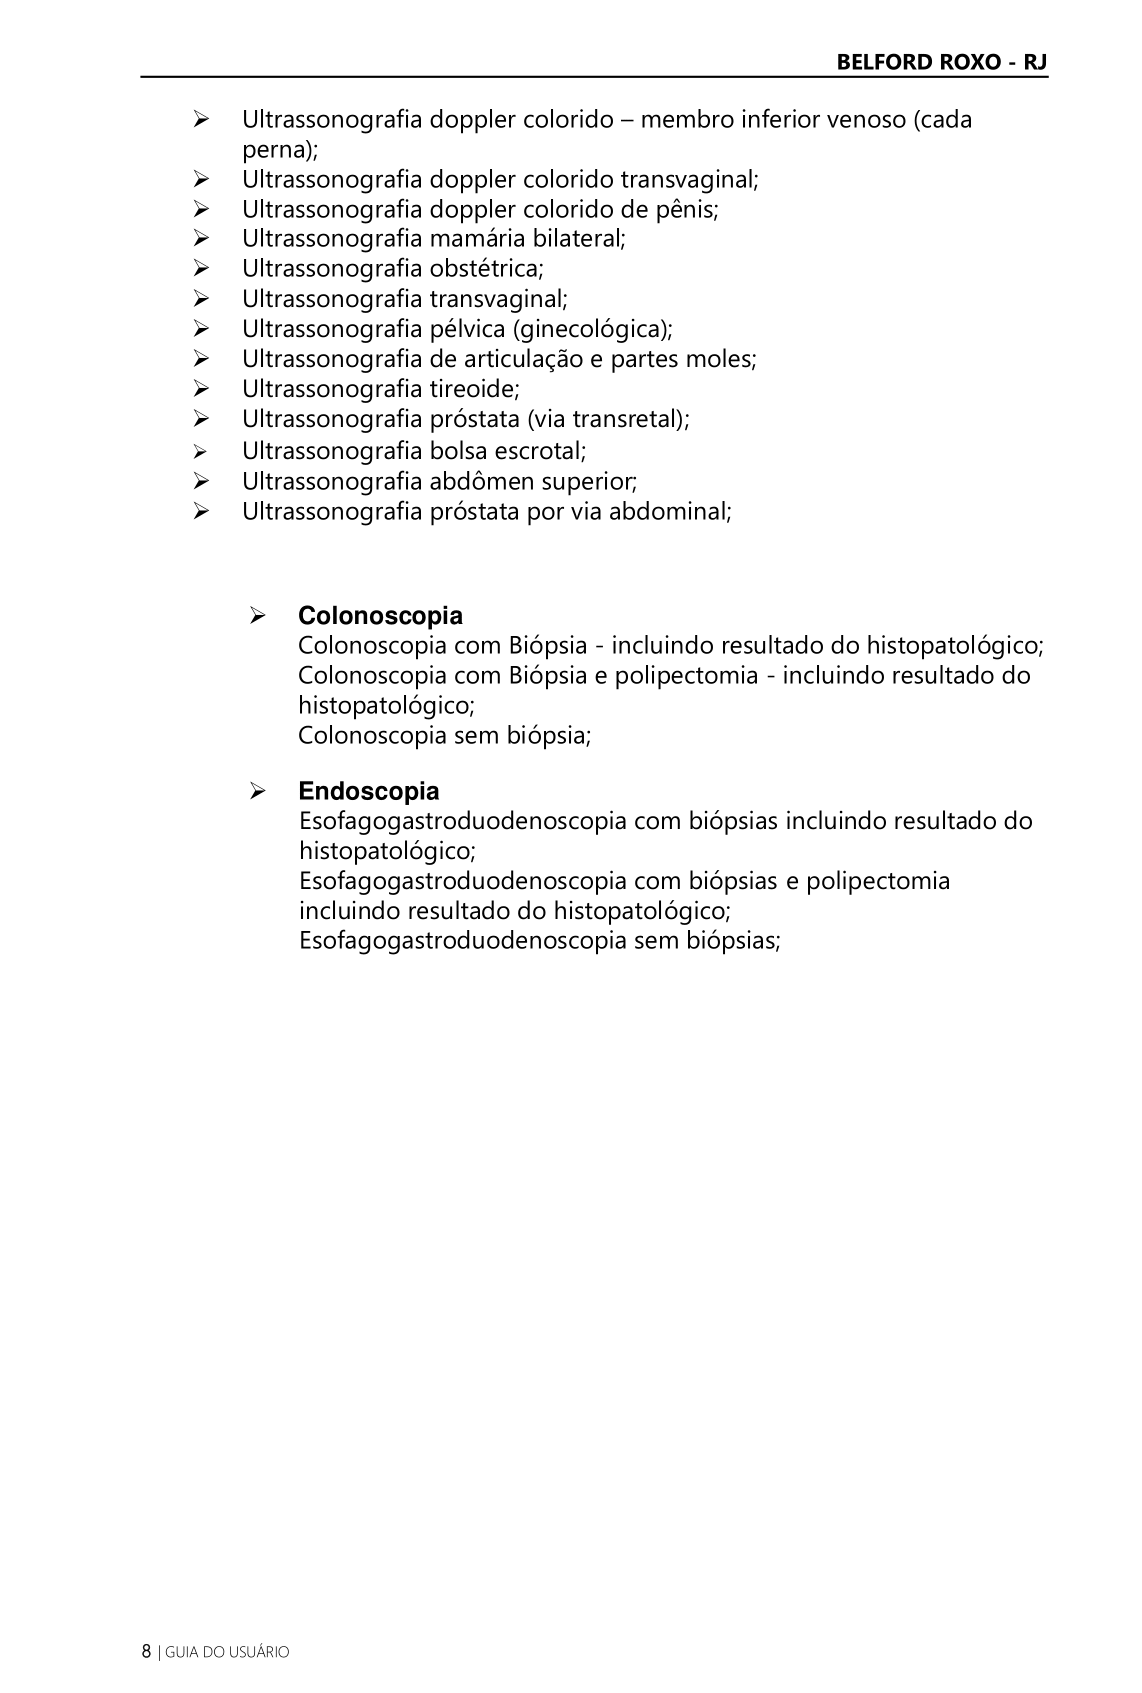 BELFORD ROXO - RJ
➢ Ultrassonografia doppler colorido – membro inferior venoso (cada
perna);
➢ Ultrassonografia doppler colorido transvaginal;
➢ Ultrassonografia doppler colorido de pênis;
➢ Ultrassonografia mamária bilateral;
➢ Ultrassonografia obstétrica;
➢ Ultrassonografia transvaginal;
➢ Ultrassonografia pélvica (ginecológica);
➢ Ultrassonografia de articulação e partes moles;
➢ Ultrassonografia tireoide;
➢ Ultrassonografia próstata (via transretal);
➢ Ultrassonografia bolsa escrotal;
➢ Ultrassonografia abdômen superior;
➢ Ultrassonografia próstata por via abdominal;
➢ Colonoscopia
Colonoscopia com Biópsia - incluindo resultado do histopatológico;
Colonoscopia com Biópsia e polipectomia - incluindo resultado do
histopatológico;
Colonoscopia sem biópsia;
➢ Endoscopia
Esofagogastroduodenoscopia com biópsias incluindo resultado do
histopatológico;
Esofagogastroduodenoscopia com biópsias e polipectomia
incluindo resultado do histopatológico;
Esofagogastroduodenoscopia sem biópsias;
8 | GUIA DO USUÁRIO